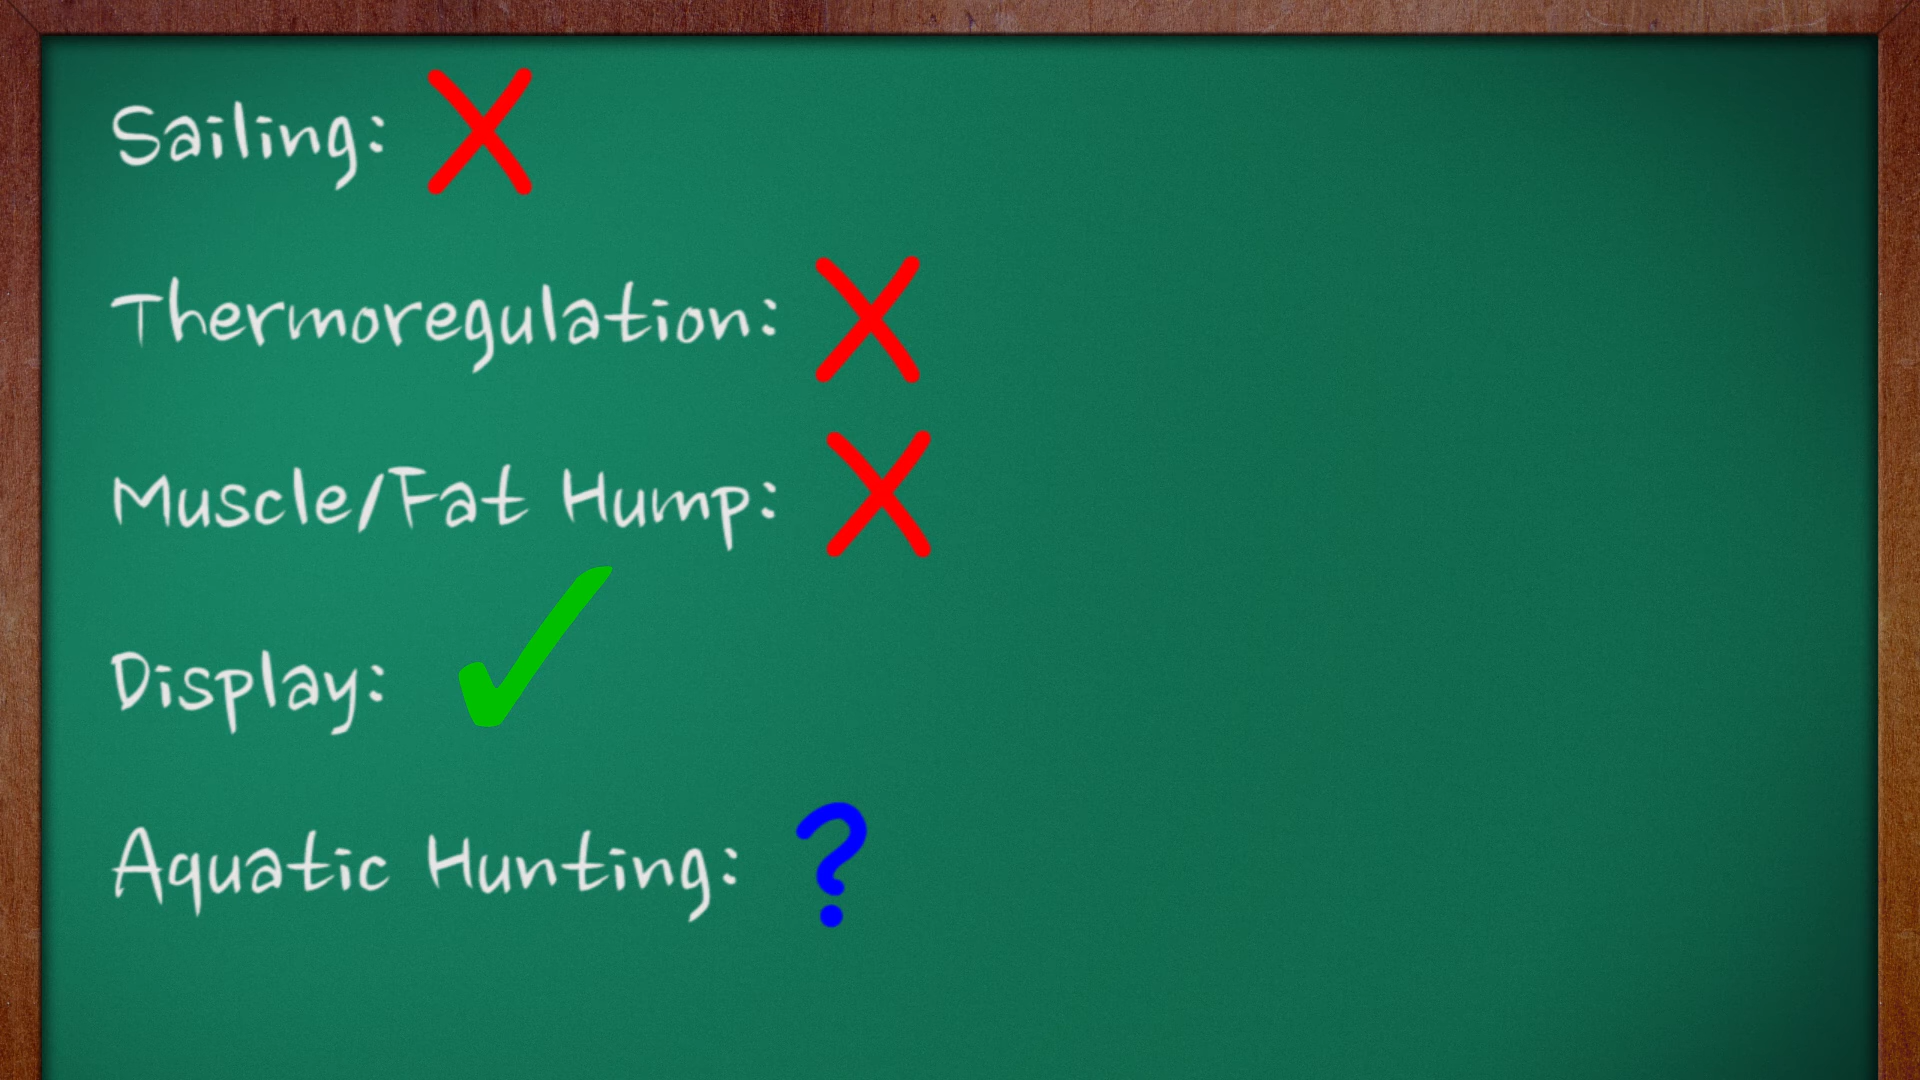 Sailing: X
Thermoregulation: X
Muscle/Fat Hump: X
Display: ✓
Aquatic Hunting: ?